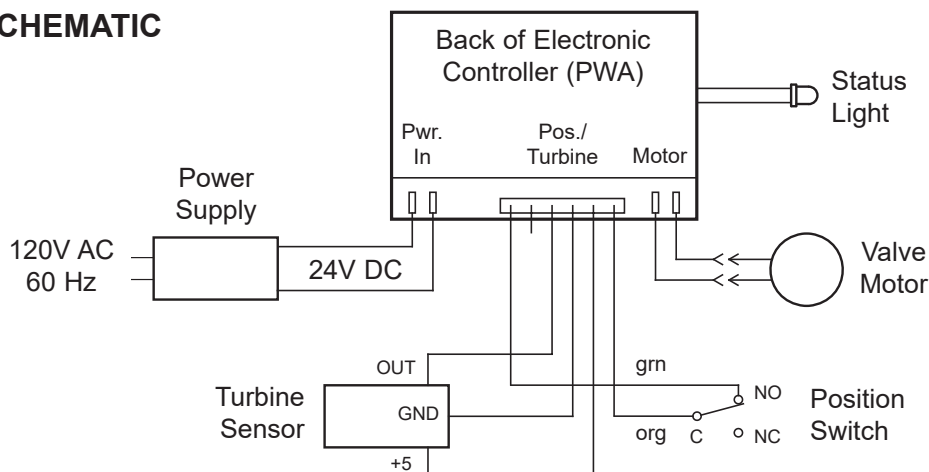 CHEMATIC
Back of Electronic
Controller (PWA)
Status
Light
Pwr.
In
Pos./
Turbine
Motor
Power
Supply
120V AC
60 Hz
24V DC
Valve
Motor
OUT
grn
Turbine
Sensor
GND
NO
Position
Switch
org
C
NC
+5